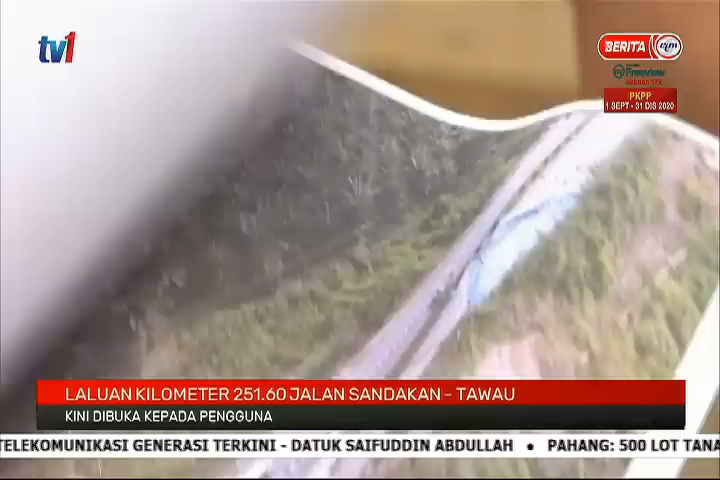 tv1
BERITA rtm
PKPP
1 SEPT - 31 DIS 2020
LALUAN KILOMETER 251.60 JALAN SANDAKAN - TAWAU
KINI DIBUKA KEPADA PENGGUNA
TELEKOMUNIKASI GENERASI TERKINI - DATUK SAIFUDDIN ABDULLAH • PAHANG: 500 LOT TANA